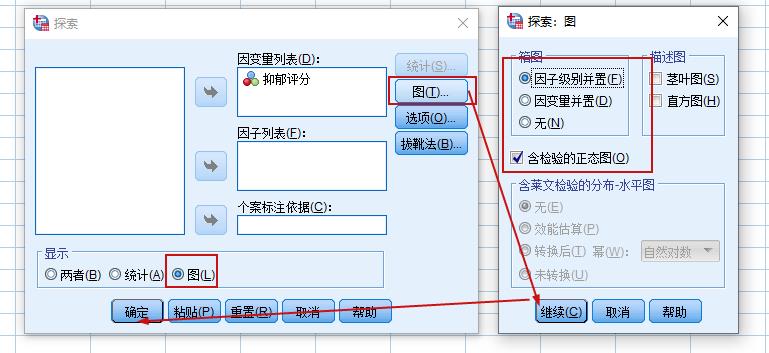 探索
因变量列表(D):
抑郁评分
统计(S)...
图(T)...
选项(O)...
拔靴法(B)...
因子列表(F):
个案标注依据(C):
显示
两者(B) 统计(A) 图(L)
确定 粘贴(P) 重置(R) 取消 帮助
探索：图
箱图
因子级别并置(F)
因变量并置(D)
无(N)
描述图
茎叶图(S)
直方图(H)
含检验的正态图(O)
含莱文检验的分布-水平图
无(E)
效能估算(P)
转换后(T) 幂(W): 自然对数
未转换(U)
继续(C) 取消 帮助